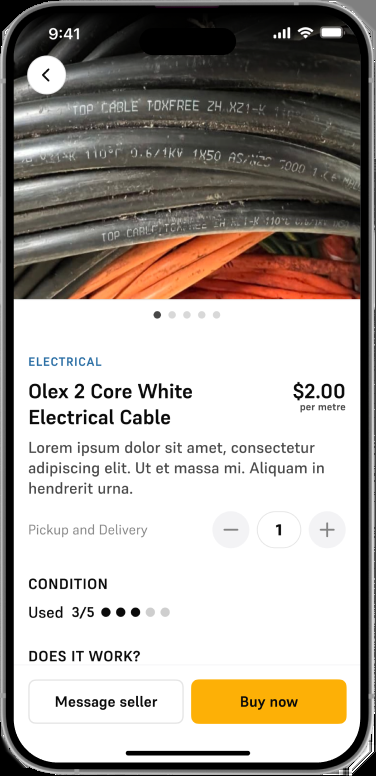 9:41
TOP CABLE TOXFREE ZH XZ1-K
XZ1-K 110°C 0.6/1KV 1X50 AS/NZS 5000.1
TOP CABLE TOXFREE ZH XZ1-K 110°C
ELECTRICAL
Olex 2 Core White
Electrical Cable
$2.00
per metre
Lorem ipsum dolor sit amet, consectetur
adipiscing elit. Ut et massa mi. Aliquam in
hendrerit urna.
Pickup and Delivery
1
CONDITION
Used 3/5
DOES IT WORK?
Message seller
Buy now